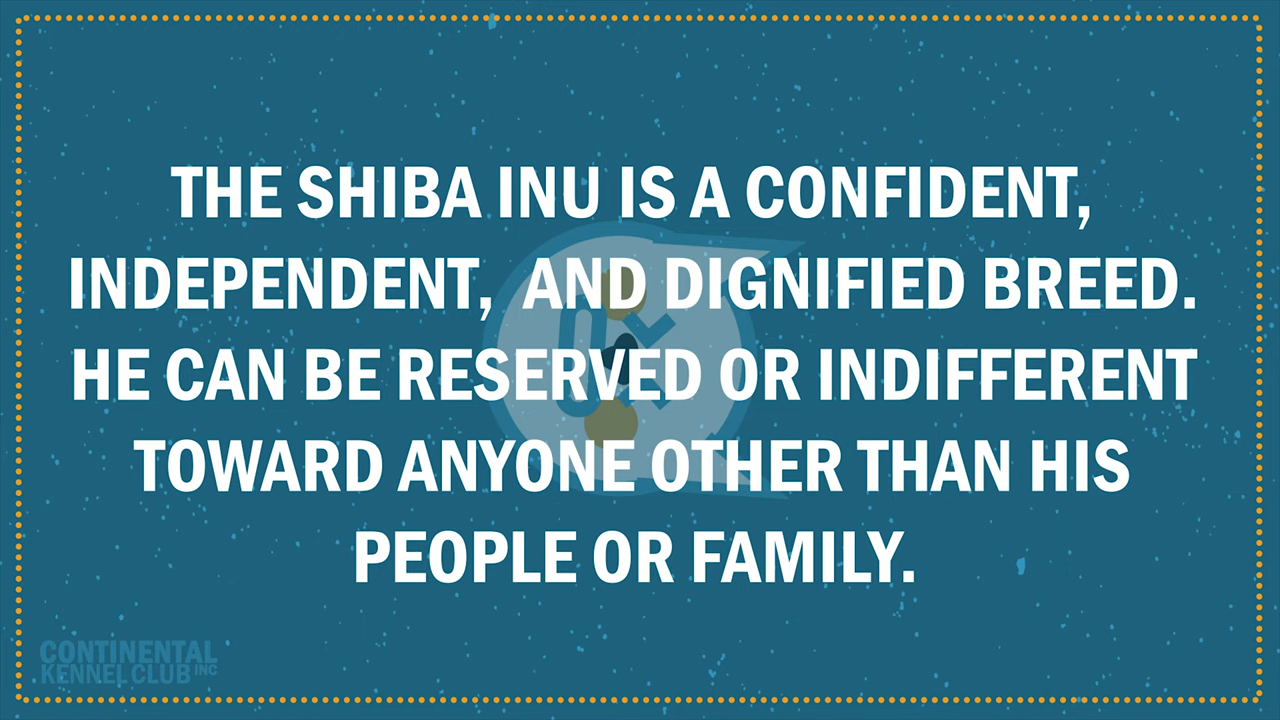 THE SHIBA INU IS A CONFIDENT,
INDEPENDENT, AND DIGNIFIED BREED.
HE CAN BE RESERVED OR INDIFFERENT
TOWARD ANYONE OTHER THAN HIS
PEOPLE OR FAMILY.
CONTINENTAL
KENNEL CLUB INC